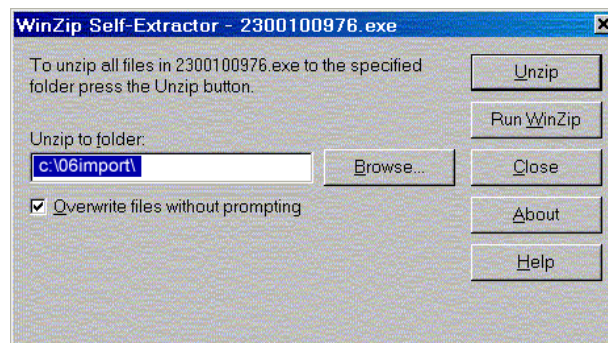 WinZip Self-Extractor - 2300100976.exe
To unzip all files in 2300100976.exe to the specified
folder press the Unzip button.
Unzip to folder:
c:\06import\
Browse...
Overwrite files without prompting
Unzip
Run WinZip
Close
About
Help